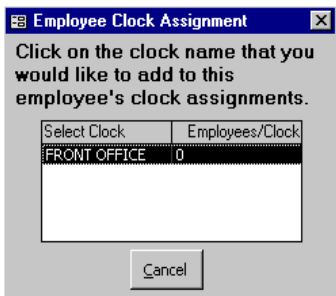 Employee Clock Assignment
Click on the clock name that you
would like to add to this
employee's clock assignments.
Select Clock Employees/Clock
FRONT OFFICE 0
Cancel